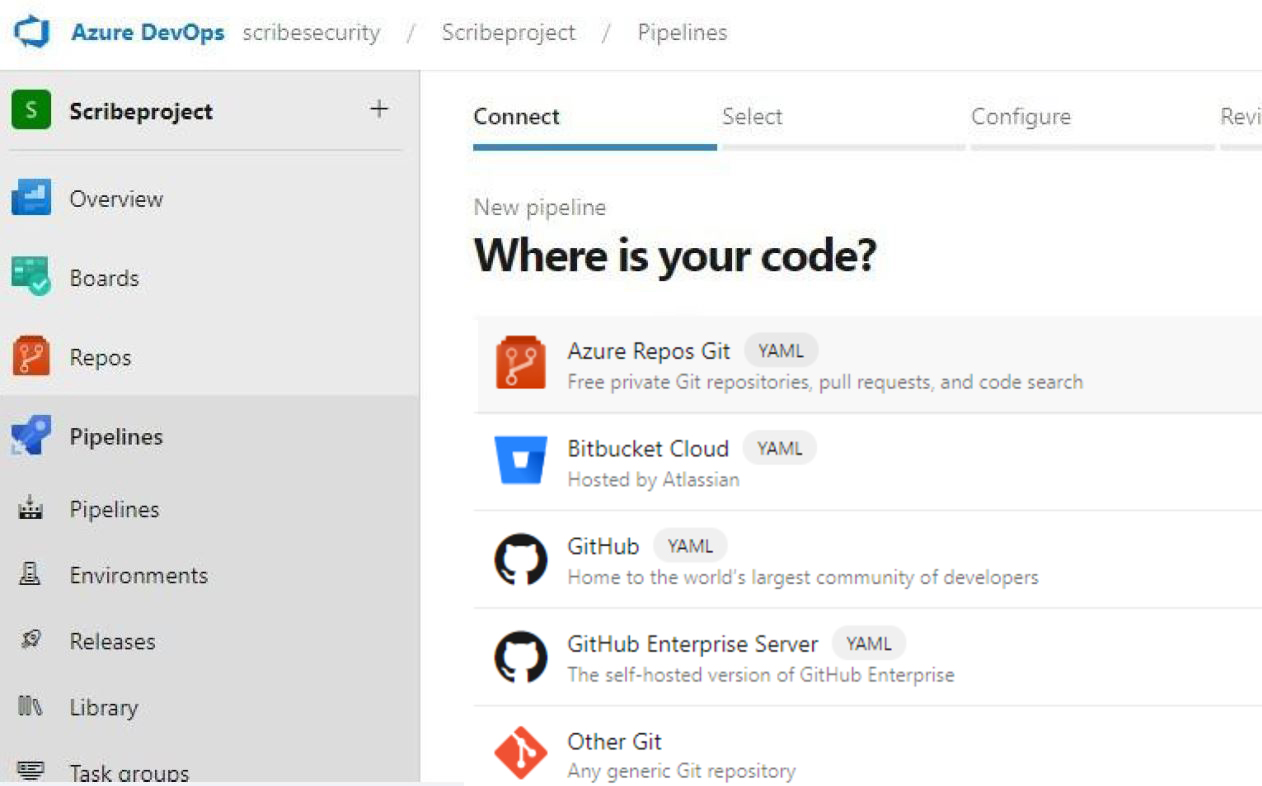 Azure DevOps scribesecurity / Scribeproject / Pipelines
S Scribeproject +
Overview
Boards
Repos
Pipelines
Pipelines
Environments
Releases
Library
Task groups
Connect Select Configure Revi
New pipeline
Where is your code?
Azure Repos Git YAML
Free private Git repositories, pull requests, and code search
Bitbucket Cloud YAML
Hosted by Atlassian
GitHub YAML
Home to the world's largest community of developers
GitHub Enterprise Server YAML
The self-hosted version of GitHub Enterprise
Other Git
Any generic Git repository